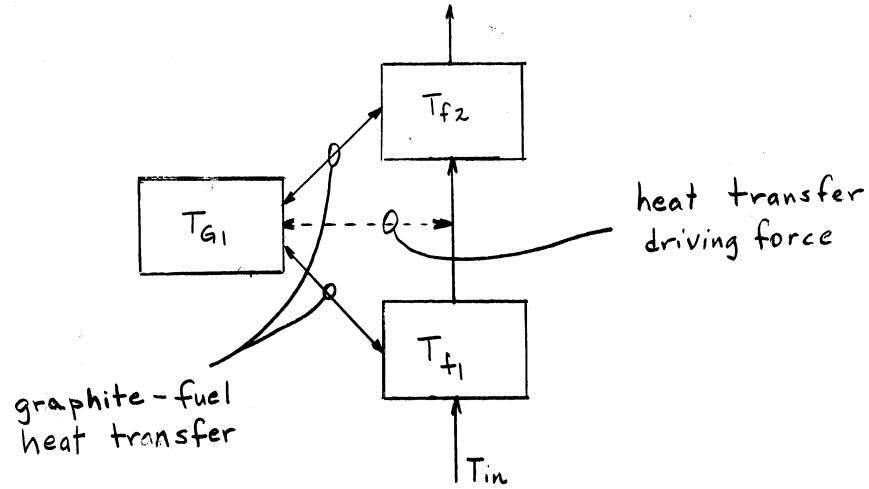 T_f2
T_G1
heat transfer
driving force
T_f1
graphite-fuel
heat transfer
T_in